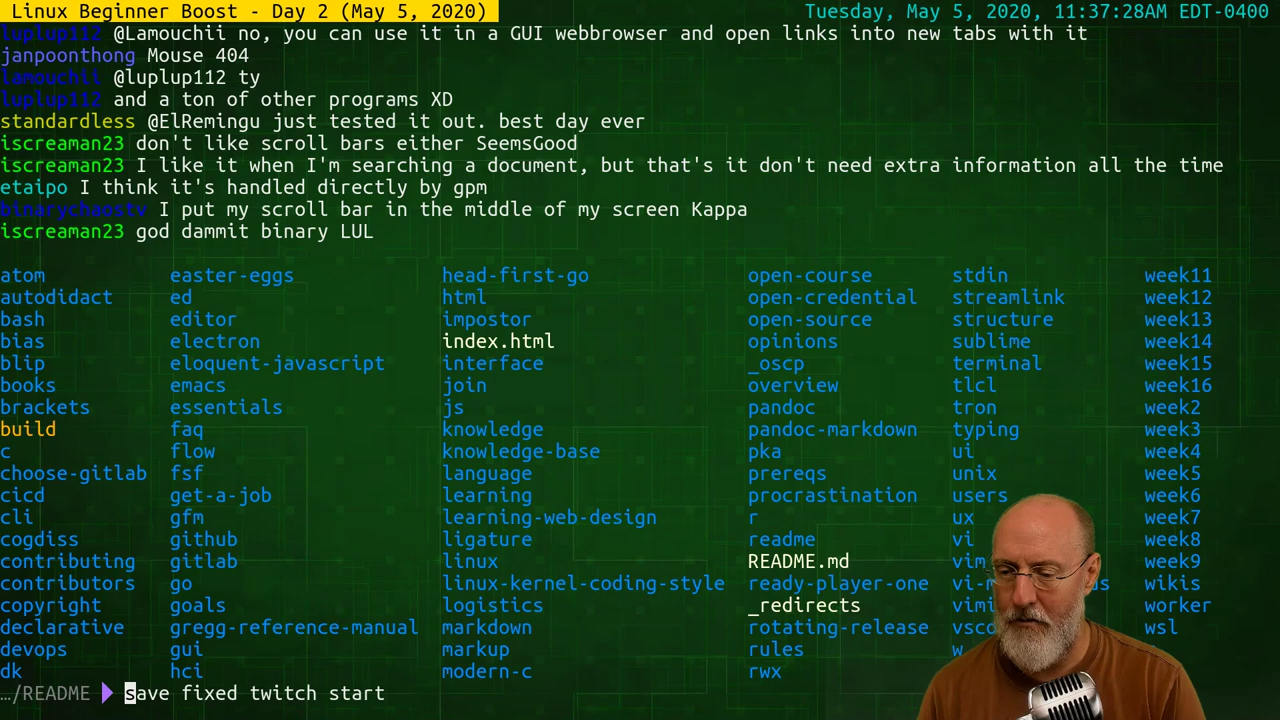 Linux Beginner Boost - Day 2 (May 5, 2020) Tuesday, May 5, 2020, 11:37:28AM EDT-0400
luplup112 @Lamouchii no, you can use it in a GUI webbrowser and open links into new tabs with it
janpoonthong Mouse 404
lamouchii @luplup112 ty
luplup112 and a ton of other programs XD
standardless @ElRemingu just tested it out. best day ever
iscreaman23 don't like scroll bars either SeemsGood
iscreaman23 I like it when I'm searching a document, but that's it don't need extra information all the time
etaipo I think it's handled directly by gpm
binarychaostv I put my scroll bar in the middle of my screen Kappa
iscreaman23 god dammit binary LUL
atom easter-eggs head-first-go open-course stdin week11
autodidact ed html open-credential streamlink week12
bash editor impostor open-source structure week13
bias electron index.html opinions sublime week14
blip eloquent-javascript interface _oscp terminal week15
books emacs join overview tlcl week16
brackets essentials js pandoc tron week2
build faq knowledge pandoc-markdown typing week3
c flow knowledge-base pka ui week4
choose-gitlab fsf language prereqs unix week5
cicd get-a-job learning procrastination users week6
cli gfm learning-web-design r ux week7
cogdiss github ligature readme vi week8
contributing gitlab linux README.md week9
contributors go linux-kernel-coding-style ready-player-one wikis
copyright goals logistics _redirects worker
declarative gregg-reference-manual markdown rotating-release wsl
devops gui markup rules
dk hci modern-c rwx
…/README save fixed twitch start